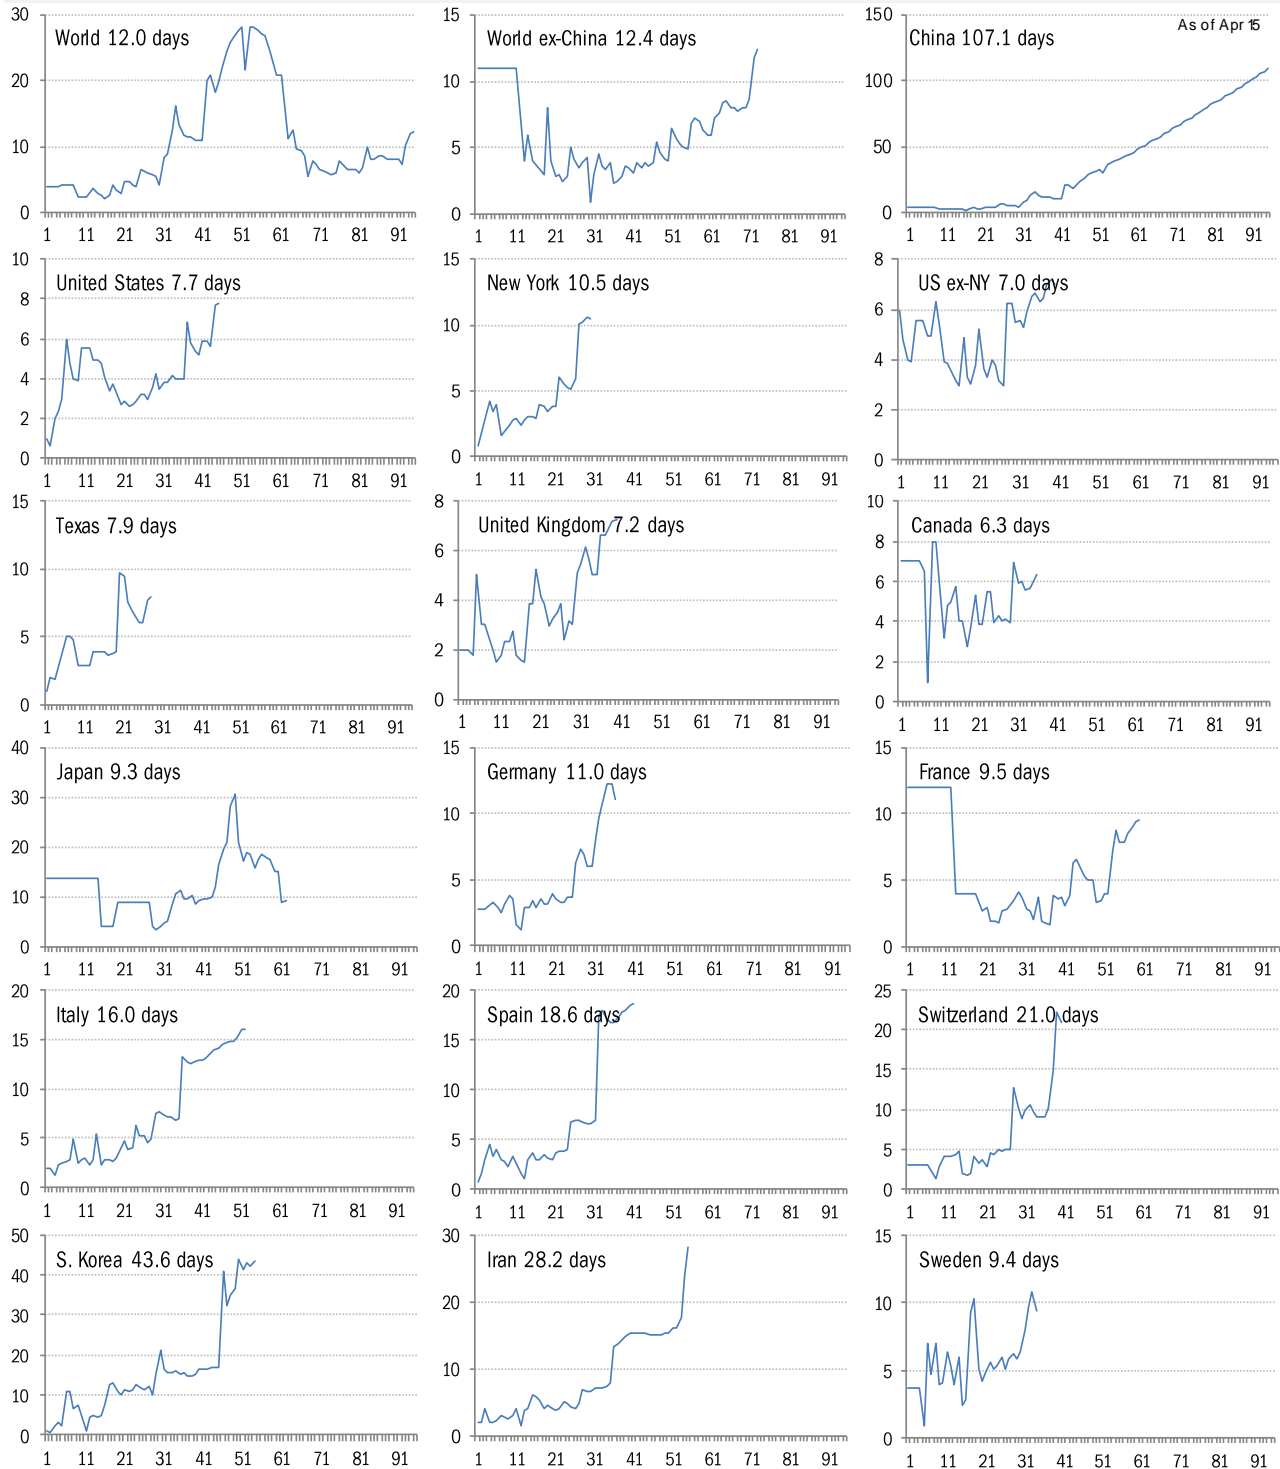 World 12.0 days
30
20
10
0
1 11 21 31 41 51 61 71 81 91
World ex-China 12.4 days
15
10
5
0
1 11 21 31 41 51 61 71 81 91
China 107.1 days
As of Apr 15
150
100
50
0
1 11 21 31 41 51 61 71 81 91
United States 7.7 days
10
8
6
4
2
0
1 11 21 31 41 51 61 71 81 91
New York 10.5 days
15
10
5
0
1 11 21 31 41 51 61 71 81 91
US ex-NY 7.0 days
8
6
4
2
0
1 11 21 31 41 51 61 71 81 91
Texas 7.9 days
15
10
5
0
1 11 21 31 41 51 61 71 81 91
United Kingdom 7.2 days
8
6
4
2
0
1 11 21 31 41 51 61 71 81 91
Canada 6.3 days
10
8
6
4
2
0
1 11 21 31 41 51 61 71 81 91
Japan 9.3 days
40
30
20
10
0
1 11 21 31 41 51 61 71 81 91
Germany 11.0 days
15
10
5
0
1 11 21 31 41 51 61 71 81 91
France 9.5 days
15
10
5
0
1 11 21 31 41 51 61 71 81 91
Italy 16.0 days
20
15
10
5
0
1 11 21 31 41 51 61 71 81 91
Spain 18.6 days
20
15
10
5
0
1 11 21 31 41 51 61 71 81 91
Switzerland 21.0 days
25
20
15
10
5
0
1 11 21 31 41 51 61 71 81 91
S. Korea 43.6 days
50
40
30
20
10
0
1 11 21 31 41 51 61 71 81 91
Iran 28.2 days
30
20
10
0
1 11 21 31 41 51 61 71 81 91
Sweden 9.4 days
15
10
5
0
1 11 21 31 41 51 61 71 81 91